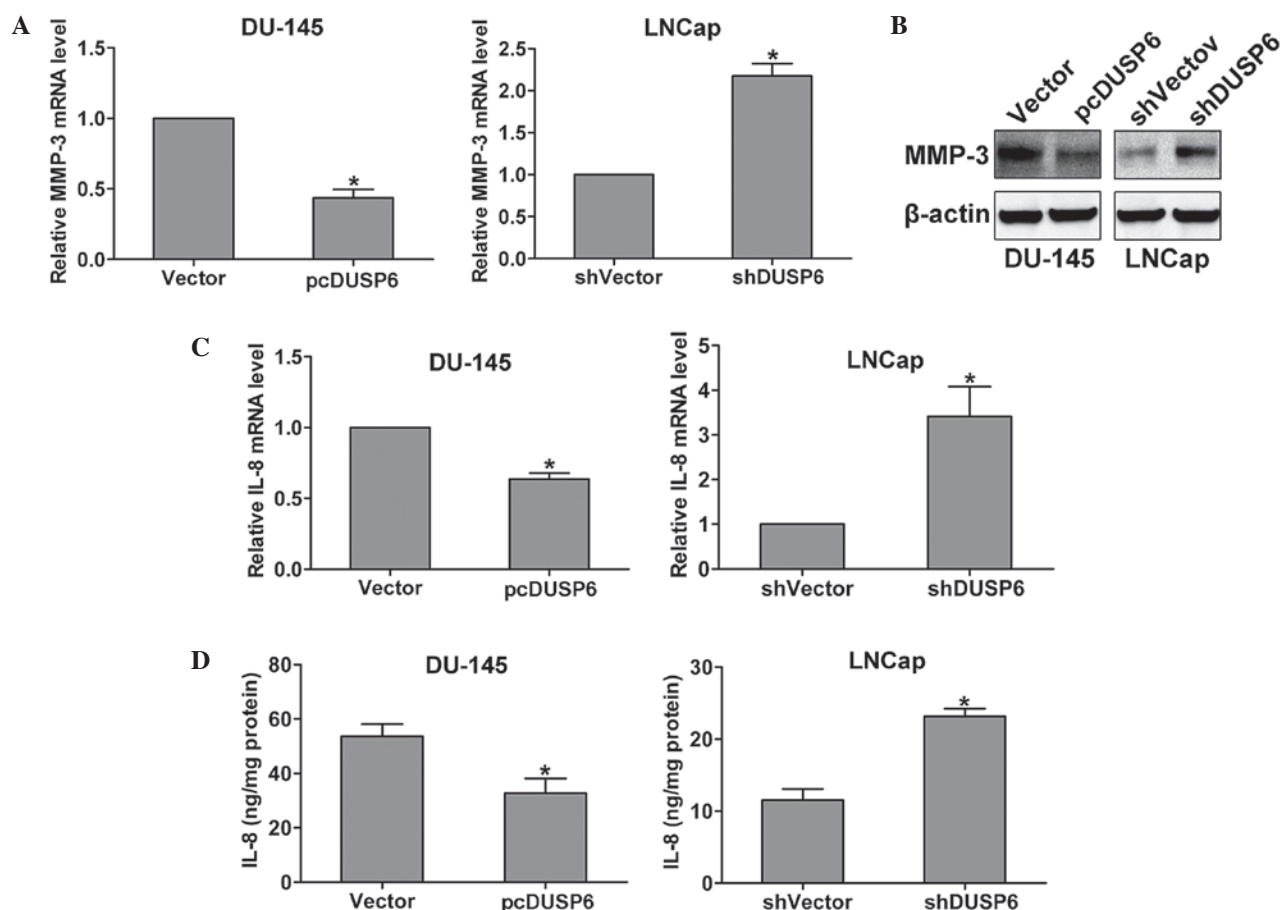 A
DU-145
Relative MMP-3 mRNA level
1.5
1.0
0.5
0.0
*
Vector
pcDUSP6
LNCap
Relative MMP-3 mRNA level
2.5
2.0
1.5
1.0
0.5
0.0
*
shVector
shDUSP6
B
Vector
pcDUSP6
shVectov
shDUSP6
MMP-3
β-actin
DU-145
LNCap
C
DU-145
Relative IL-8 mRNA level
1.5
1.0
0.5
0.0
*
Vector
pcDUSP6
LNCap
Relative IL-8 mRNA level
5
4
3
2
1
0
*
shVector
shDUSP6
D
DU-145
IL-8 (ng/mg protein)
80
60
40
20
0
*
Vector
pcDUSP6
LNCap
IL-8 (ng/mg protein)
30
20
10
0
*
shVector
shDUSP6